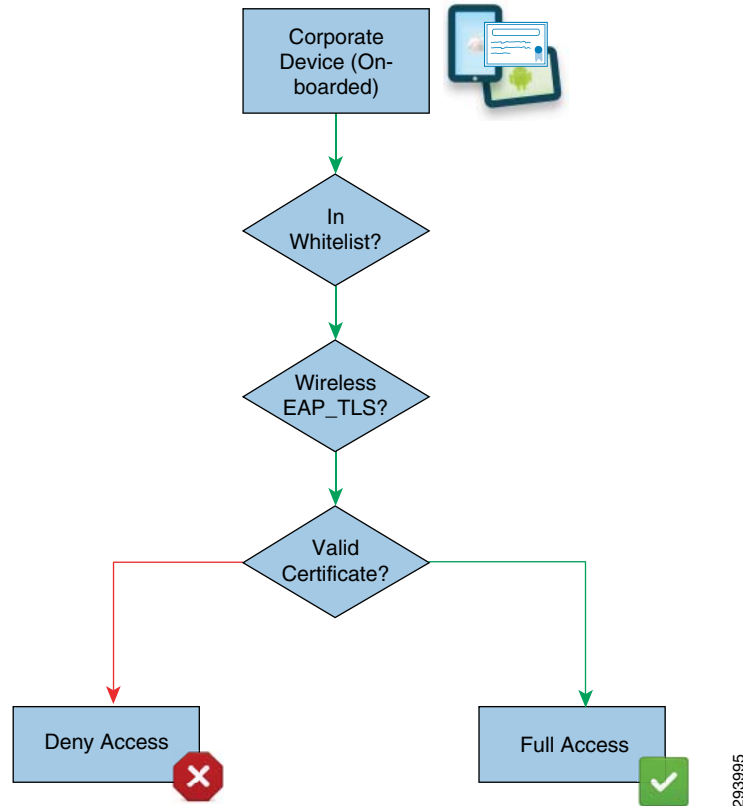 Corporate
Device (On-
boarded)
In
Whitelist?
Wireless
EAP_TLS?
Valid
Certificate?
Deny Access
Full Access
293995